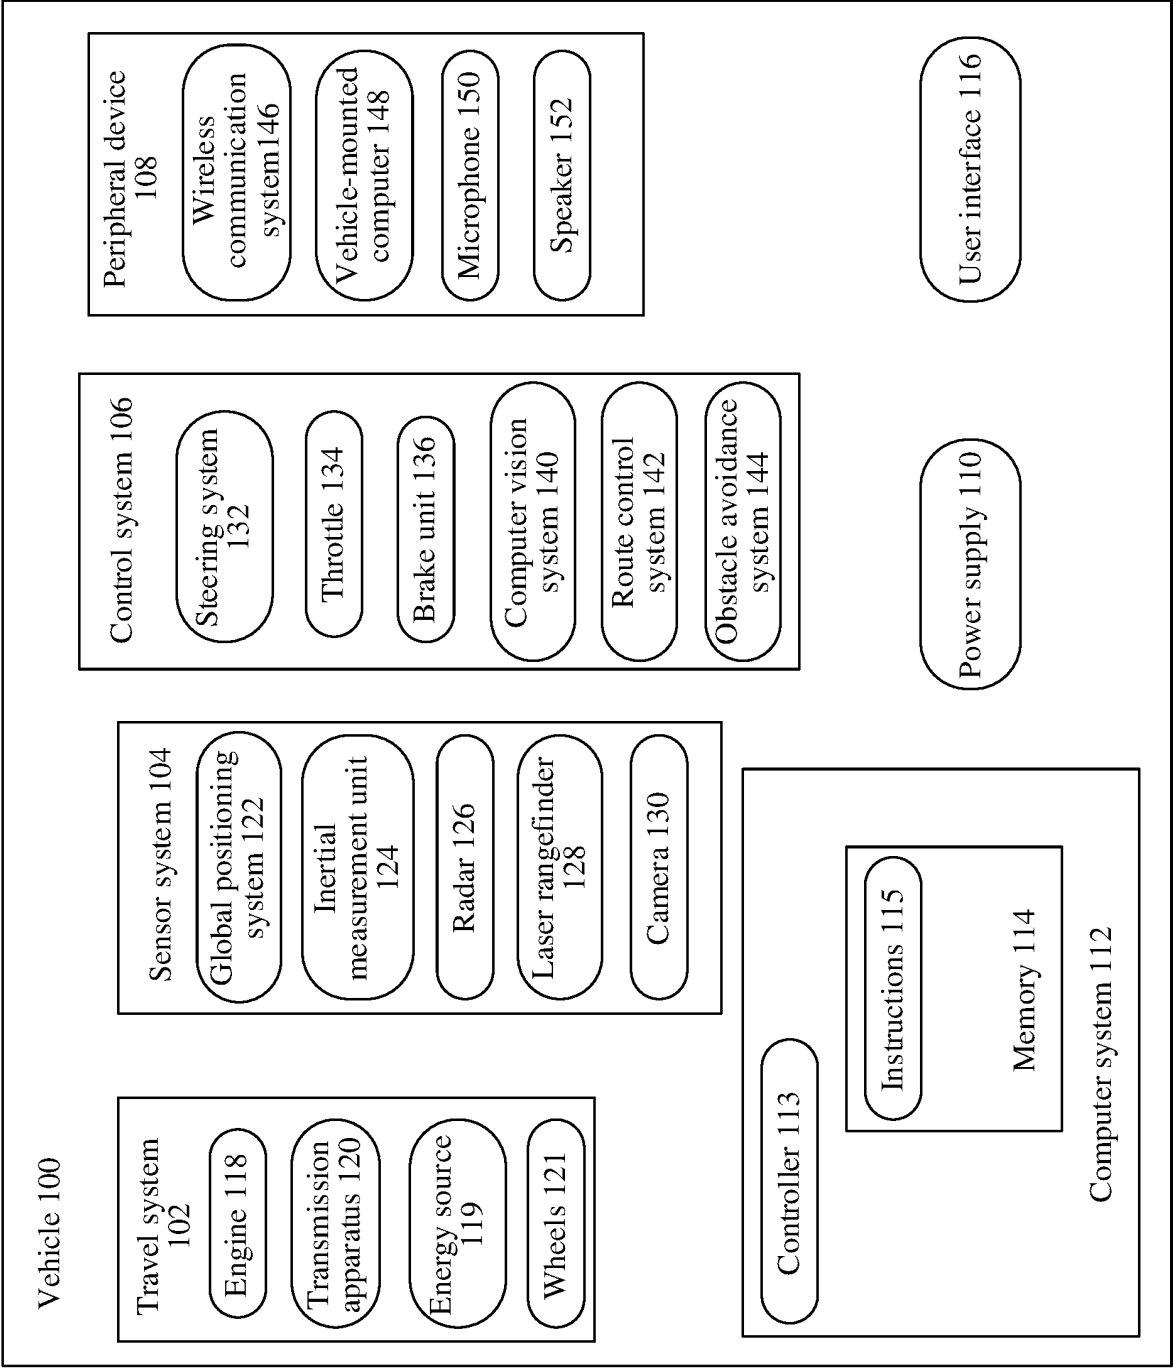 Vehicle 100
Travel system
102
Engine 118
Transmission
apparatus 120
Energy source
119
Wheels 121
Sensor system 104
Global positioning
system 122
Inertial
measurement unit
124
Radar 126
Laser rangefinder
128
Camera 130
Control system 106
Steering system
132
Throttle 134
Brake unit 136
Computer vision
system 140
Route control
system 142
Obstacle avoidance
system 144
Peripheral device
108
Wireless
communication
system146
Vehicle-mounted
computer 148
Microphone 150
Speaker 152
Controller 113
Instructions 115
Memory 114
Computer system 112
Power supply 110
User interface 116